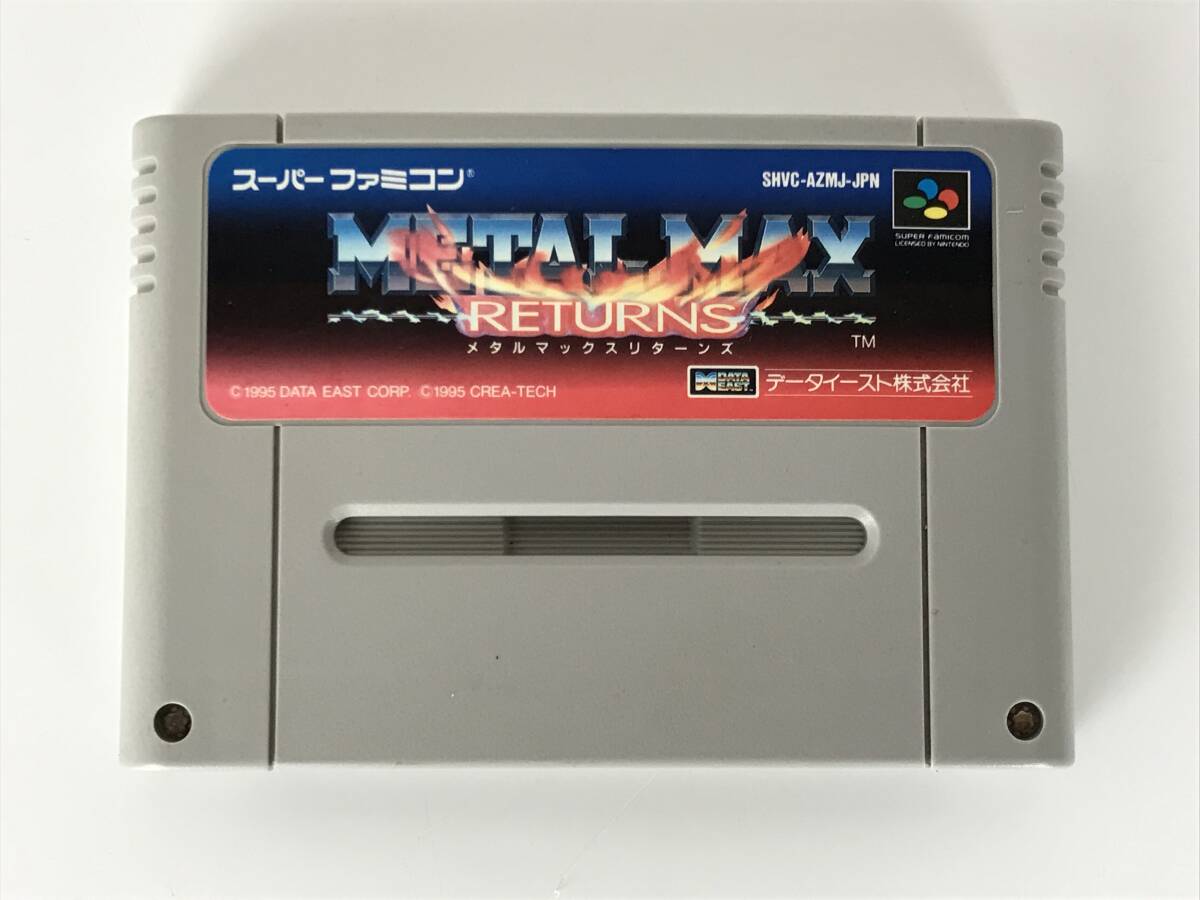 スーパーファミコン®
SHVC-AZMJ-JPN
SUPER FAMICOM
LICENSED BY NINTENDO
METAL MAX
RETURNS
メタルマックスリターンズ
TM
© 1995 DATA EAST CORP. © 1995 CREA-TECH
DATA EAST
データイースト株式会社